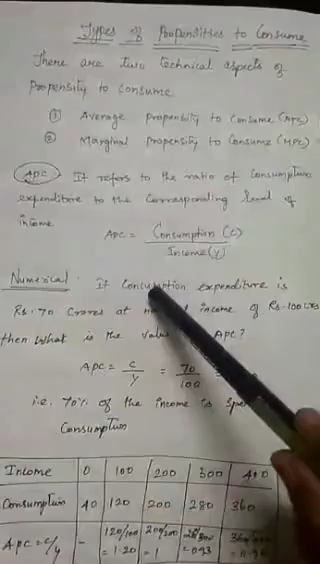 Types of Propensities to Consume
There are two technical aspects of
Propensity to consume
① Average propensity to Consume (APC)
② Marginal Propensity to Consume (MPC)
APC It refers to the ratio of Consumption
expenditure to the Corresponding level of
income
APC = Consumption (C)
Income (Y)
Numerical : If Consumption expenditure is
Rs. 70 Crores at income of Rs. 100
then What is the Value APC?
APC = C/Y = 70/100 =
i.e. 70% of the income is
Consumption
Income 0 100 200 300 400
Consumption 40 120 200 280 360
APC = C/Y - 120/100 = 1.20 200/200 = 1 = 0.93